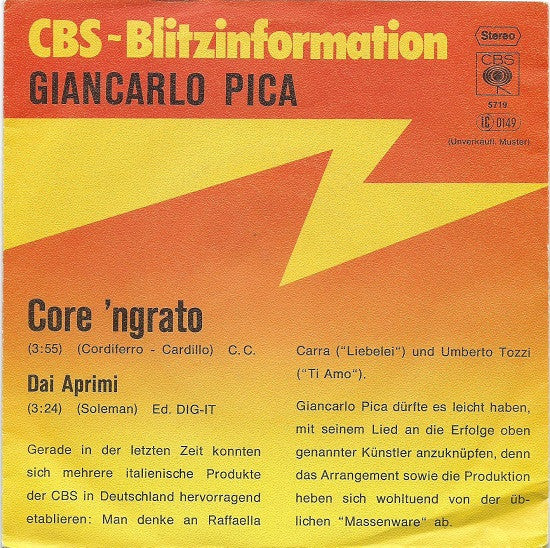 CBS-Blitzinformation
GIANCARLO PICA
Stereo
CBS
5719
LC 0149
(Unverkäufl. Muster)
Core 'ngrato
(3:55) (Cordiferro - Cardillo) C.C.
Dai Aprimi
(3:24) (Soleman) Ed. DIG-IT
Gerade in der letzten Zeit konnten
sich mehrere italienische Produkte
der CBS in Deutschland hervorragend
etablieren: Man denke an Raffaella
Carra ("Liebelei") und Umberto Tozzi
("Ti Amo").
Giancarlo Pica dürfte es leicht haben,
mit seinem Lied an die Erfolge oben
genannter Künstler anzuknüpfen, denn
das Arrangement sowie die Produktion
heben sich wohltuend von der üb-
lichen "Massenware" ab.